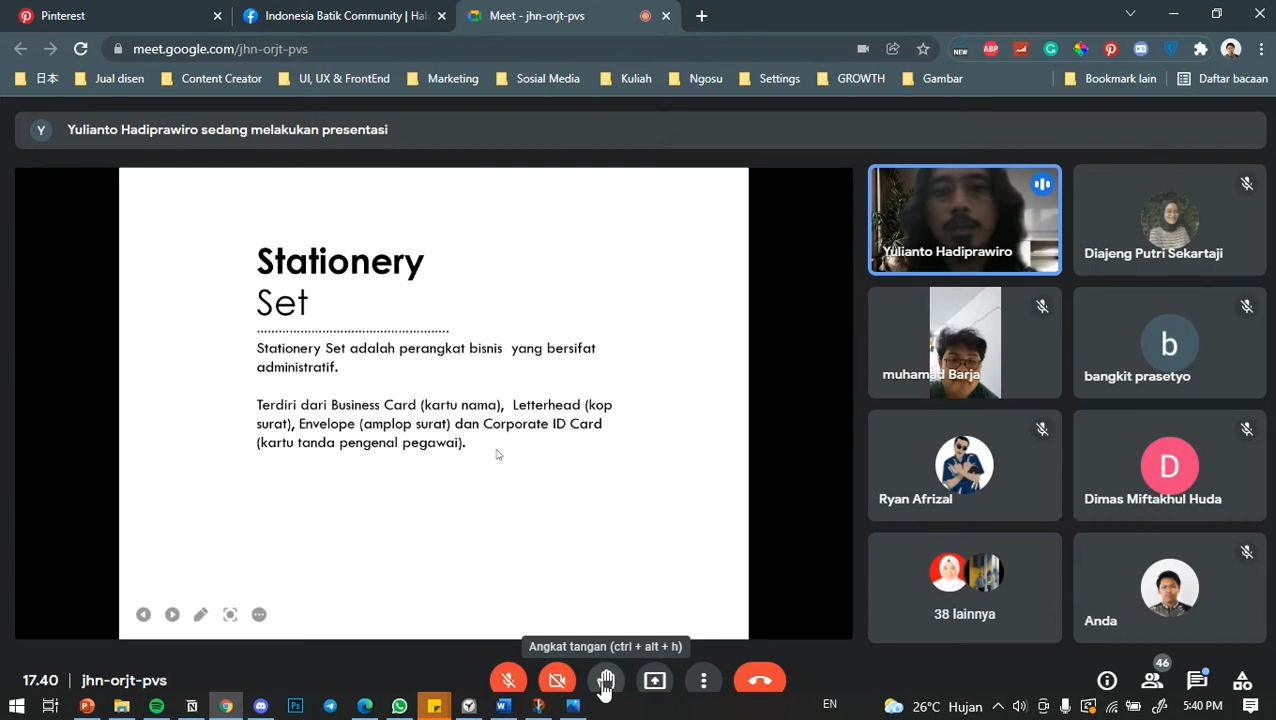 Pinterest
Indonesia Batik Community | Hal
Meet - jhn-orjt-pvs
meet.google.com/jhn-orjt-pvs
NEW
ABP
日本
Jual disen
Content Creator
UI, UX & FrontEnd
Marketing
Social Media
Kuliah
Ngosu
Settings
GROWTH
Gambar
Bookmark lain
Daftar bacaan
Y
Yulianto Hadiprawiro sedang melakukan presentasi
Stationery
Set
Stationery Set adalah perangkat bisnis yang bersifat
administratif.
Terdiri dari Business Card (kartu nama), Letterhead (kop
surat), Envelope (amplop surat) dan Corporate ID Card
(kartu tanda pengenal pegawai).
Yulianto Hadiprawiro
Diajeng Putri Sekartaji
muhamad Barja
b
bangkit prasetyo
Ryan Afrizal
D
Dimas Miftakhul Huda
38 lainnya
Anda
Angkat tangan (ctrl + alt + h)
17.40
jhn-orjt-pvs
46
EN
26°C Hujan
5:40 PM